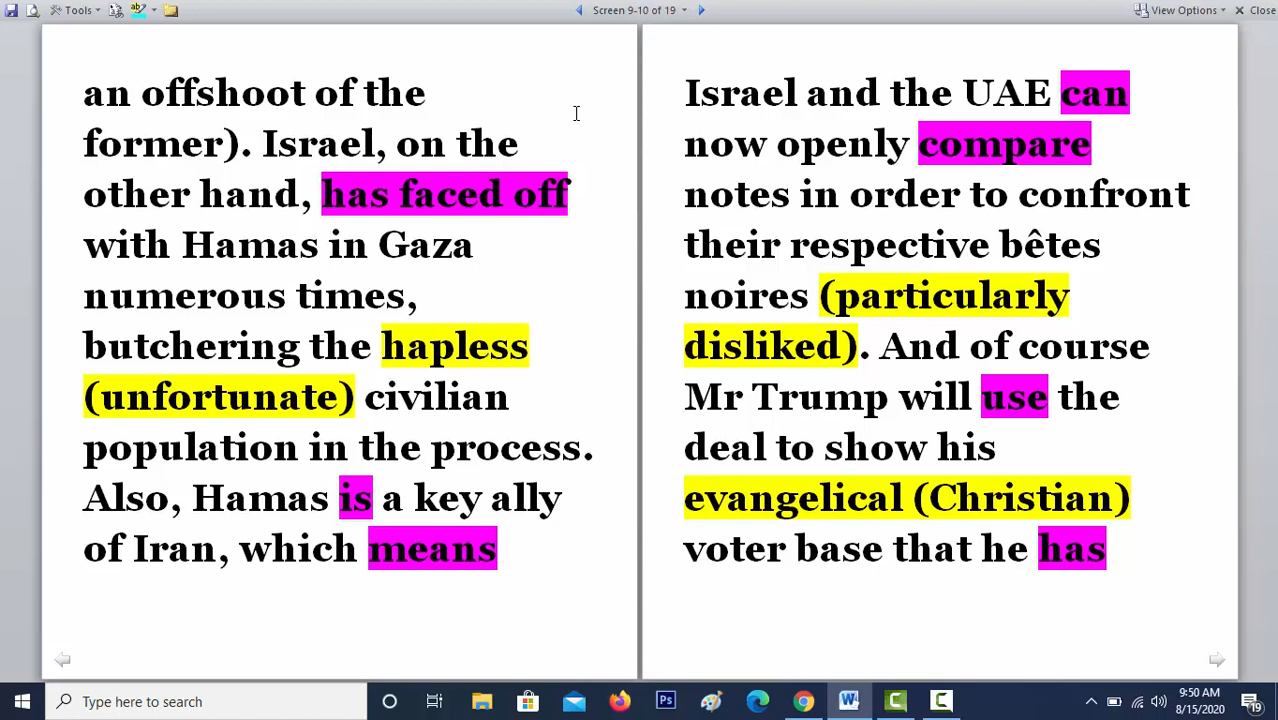 Tools
Screen 9-10 of 19
View Options
Close
an offshoot of the
former). Israel, on the
other hand, has faced off
with Hamas in Gaza
numerous times,
butchering the hapless
(unfortunate) civilian
population in the process.
Also, Hamas is a key ally
of Iran, which means
Israel and the UAE can
now openly compare
notes in order to confront
their respective bêtes
noires (particularly
disliked). And of course
Mr Trump will use the
deal to show his
evangelical (Christian)
voter base that he has
Type here to search
9:50 AM
8/15/2020